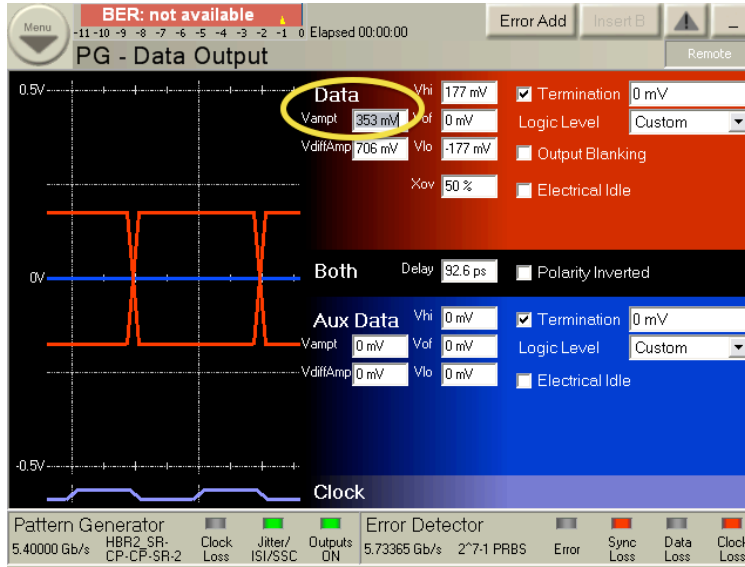 Menu
BER: not available
-11 -10 -9 -8 -7 -6 -5 -4 -3 -2 -1 0 Elapsed 00:00:00
Error Add
Insert B
PG - Data Output
Remote
0.5V
0V
-0.5V
Data
Vhi 177 mV
Termination 0 mV
Vampt 353 mV
Vof 0 mV
Logic Level Custom
VdiffAmp 706 mV
Vlo -177 mV
Output Blanking
Xov 50 %
Electrical Idle
Both
Delay 92.6 ps
Polarity Inverted
Aux Data
Vhi 0 mV
Termination 0 mV
Vampt 0 mV
Vof 0 mV
Logic Level Custom
VdiffAmp 0 mV
Vlo 0 mV
Electrical Idle
Clock
Pattern Generator
5.40000 Gb/s
HBR2_SR-
CP-CP-SR-2
Clock
Loss
Jitter/
ISI/SSC
Outputs
ON
Error Detector
5.73365 Gb/s 2^7-1 PRBS
Error
Sync
Loss
Data
Loss
Clock
Loss